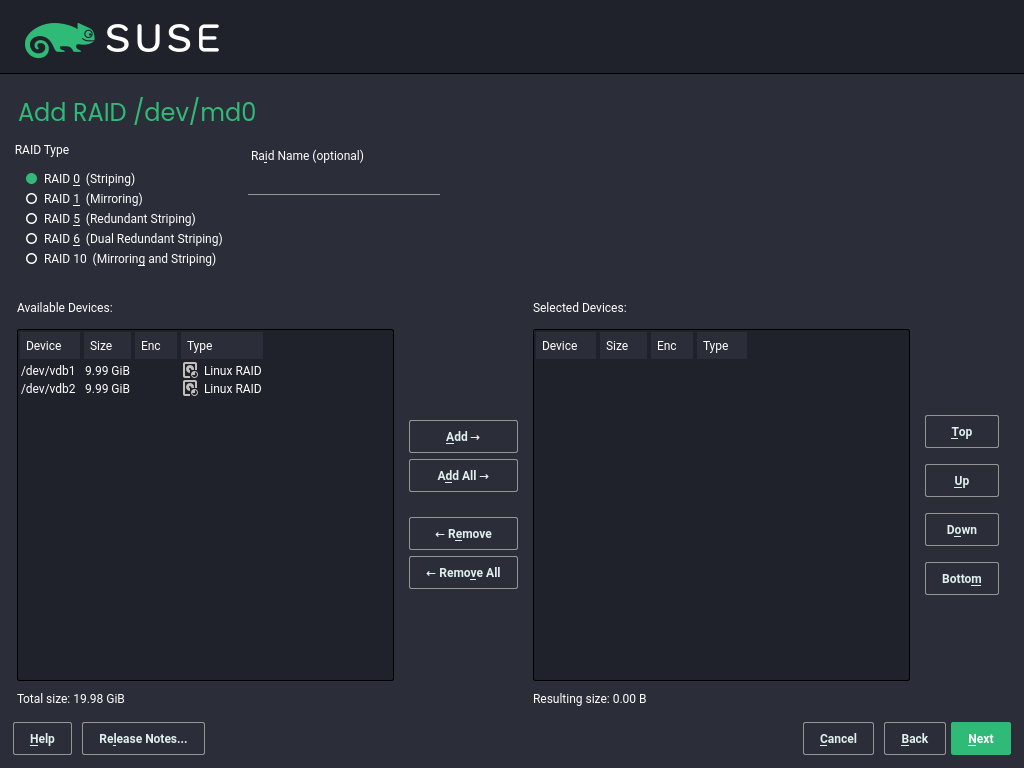 SUSE
Add RAID /dev/md0
RAID Type
Raid Name (optional)
RAID 0 (Striping)
RAID 1 (Mirroring)
RAID 5 (Redundant Striping)
RAID 6 (Dual Redundant Striping)
RAID 10 (Mirroring and Striping)
Available Devices:
Device Size Enc Type
/dev/vdb1 9.99 GiB Linux RAID
/dev/vdb2 9.99 GiB Linux RAID
Total size: 19.98 GiB
Add →
Add All →
← Remove
← Remove All
Selected Devices:
Device Size Enc Type
Resulting size: 0.00 B
Top
Up
Down
Bottom
Help Release Notes... Cancel Back Next